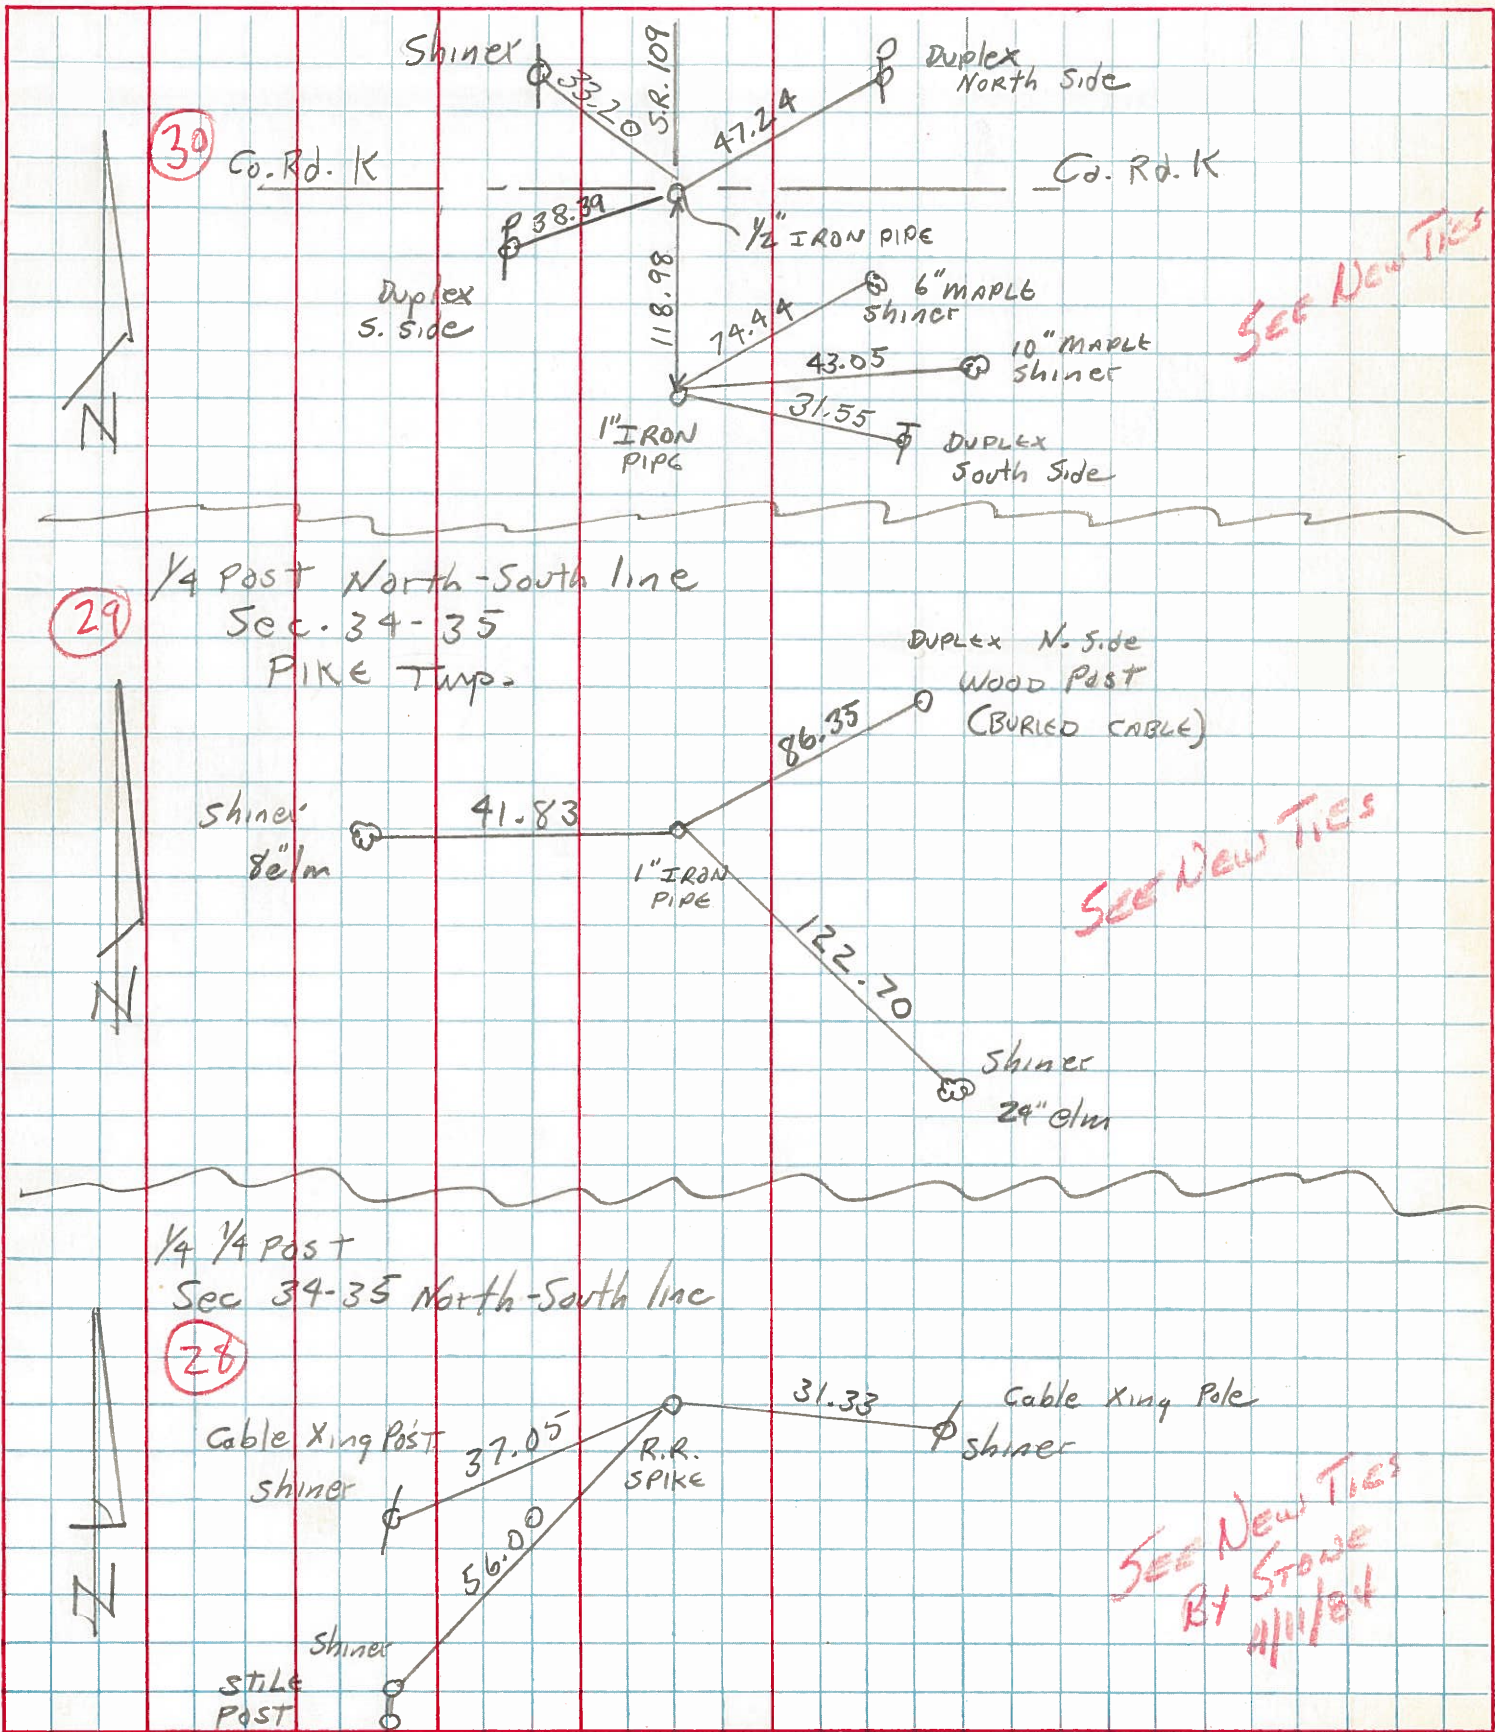 Shiner
33.20
S.R. 109
47.24
Duplex
North Side
30
Co. Rd. K
Co. Rd. K
38.39
1/2" IRON PIPE
Duplex
S. Side
118.98
74.44
6" MAPLE
Shiner
43.05
10" MAPLE
Shiner
31.55
1" IRON
PIPE
DUPLEX
South Side
SEE NEW TIES
N
1/4 Post North-South line
29
Sec. 34-35
PIKE Twp.
DUPLEX N. Side
WOOD POST
(BURIED CABLE)
86.35
Shiner
8" elm
41.83
1" IRON
PIPE
122.70
Shiner
24" elm
SEE NEW TIES
N
1/4 1/4 Post
Sec 34-35 North-South line
28
Cable Xing Post
Shiner
37.05
R.R.
SPIKE
31.33
Cable Xing Pole
Shiner
56.00
Shiner
STILE
POST
N
SEE NEW TIES
BY STONE
4/11/84